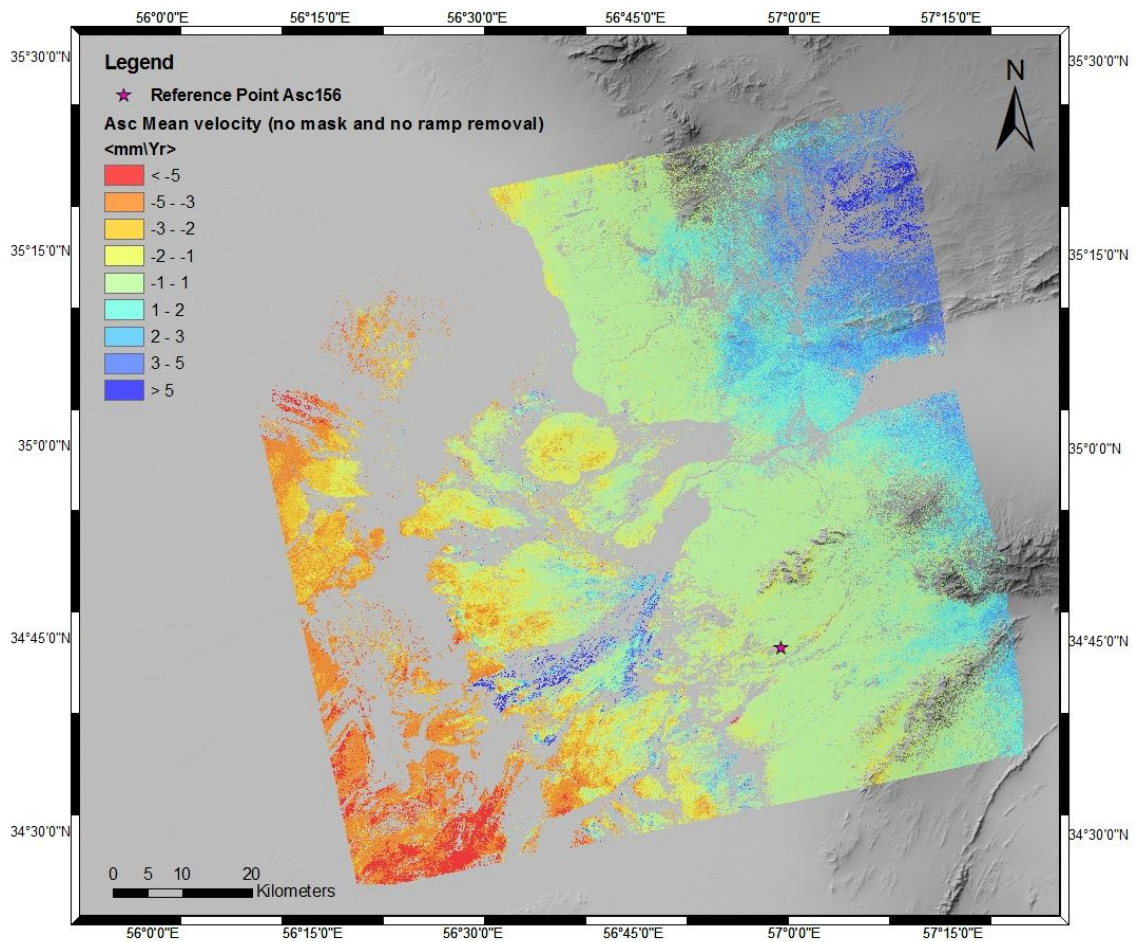 56°0'0"E 56°15'0"E 56°30'0"E 56°45'0"E 57°0'0"E 57°15'0"E
35°30'0"N 35°30'0"N
Legend
N
Reference Point Asc156
Asc Mean velocity (no mask and no ramp removal)
<mm\Yr>
< -5
-5 - -3
-3 - -2
-2 - -1
-1 - 1
1 - 2
2 - 3
3 - 5
> 5
35°15'0"N 35°15'0"N
35°0'0"N 35°0'0"N
34°45'0"N 34°45'0"N
34°30'0"N 34°30'0"N
0 5 10 20
Kilometers
56°0'0"E 56°15'0"E 56°30'0"E 56°45'0"E 57°0'0"E 57°15'0"E